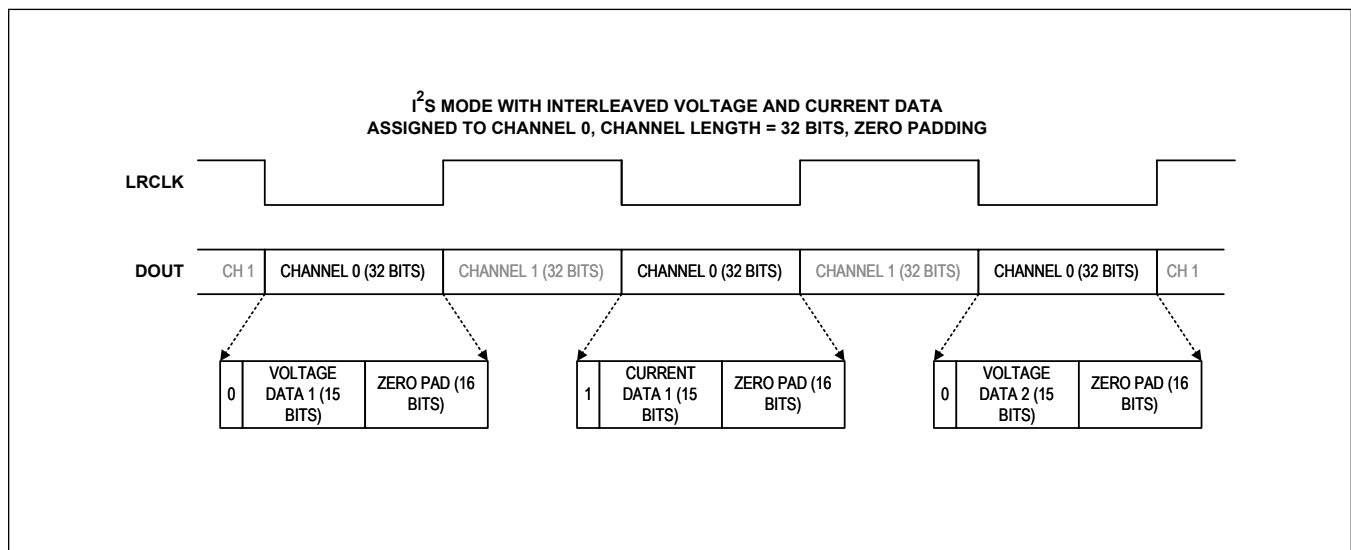 I²S MODE WITH INTERLEAVED VOLTAGE AND CURRENT DATA
ASSIGNED TO CHANNEL 0, CHANNEL LENGTH = 32 BITS, ZERO PADDING
LRCLK
DOUT
CH 1
CHANNEL 0 (32 BITS)
CHANNEL 1 (32 BITS)
CHANNEL 0 (32 BITS)
CHANNEL 1 (32 BITS)
CHANNEL 0 (32 BITS)
CH 1
0
VOLTAGE
DATA 1 (15
BITS)
ZERO PAD (16
BITS)
1
CURRENT
DATA 1 (15
BITS)
ZERO PAD (16
BITS)
0
VOLTAGE
DATA 2 (15
BITS)
ZERO PAD (16
BITS)